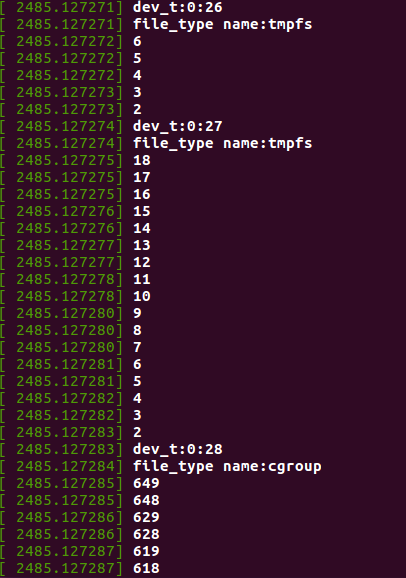 [ 2485.127271] dev_t:0:26
[ 2485.127271] file_type name:tmpfs
[ 2485.127272] 6
[ 2485.127272] 5
[ 2485.127272] 4
[ 2485.127273] 3
[ 2485.127273] 2
[ 2485.127274] dev_t:0:27
[ 2485.127274] file_type name:tmpfs
[ 2485.127275] 18
[ 2485.127275] 17
[ 2485.127275] 16
[ 2485.127276] 15
[ 2485.127276] 14
[ 2485.127277] 13
[ 2485.127277] 12
[ 2485.127278] 11
[ 2485.127278] 10
[ 2485.127280] 9
[ 2485.127280] 8
[ 2485.127280] 7
[ 2485.127281] 6
[ 2485.127281] 5
[ 2485.127282] 4
[ 2485.127282] 3
[ 2485.127283] 2
[ 2485.127283] dev_t:0:28
[ 2485.127284] file_type name:cgroup
[ 2485.127285] 649
[ 2485.127285] 648
[ 2485.127286] 629
[ 2485.127286] 628
[ 2485.127287] 619
[ 2485.127287] 618